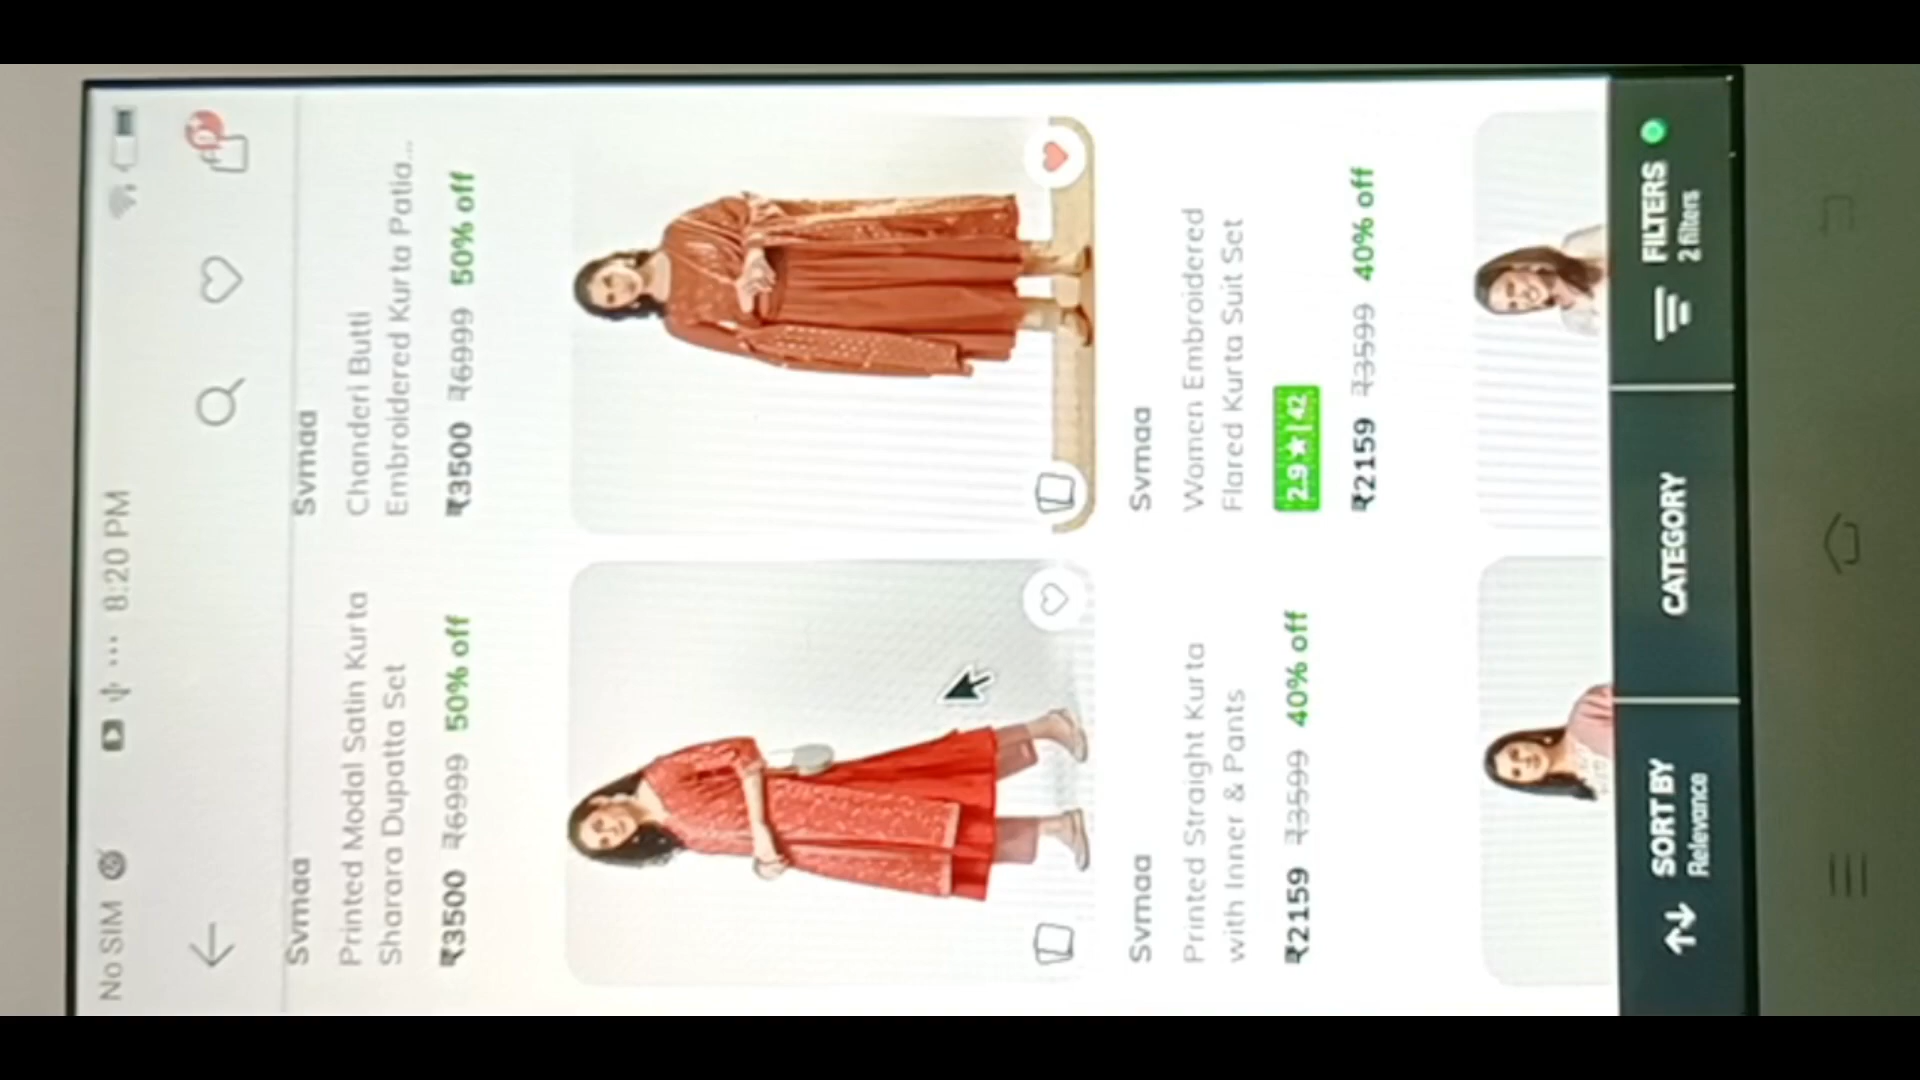 No SIM 8:20 PM
Svmaa
Printed Modal Satin Kurta
Sharara Dupatta Set
₹3500 ₹6999 50% off
Svmaa
Chanderi Butti
Embroidered Kurta Patio...
₹3500 ₹6999 50% off
Svmaa
Printed Straight Kurta
with Inner & Pants
₹2159 ₹3599 40% off
Svmaa
Women Embroidered
Flared Kurta Suit Set
2.9 ★ | 42
₹2159 ₹3599 40% off
SORT BY
Relevance
CATEGORY
FILTERS
2 filters